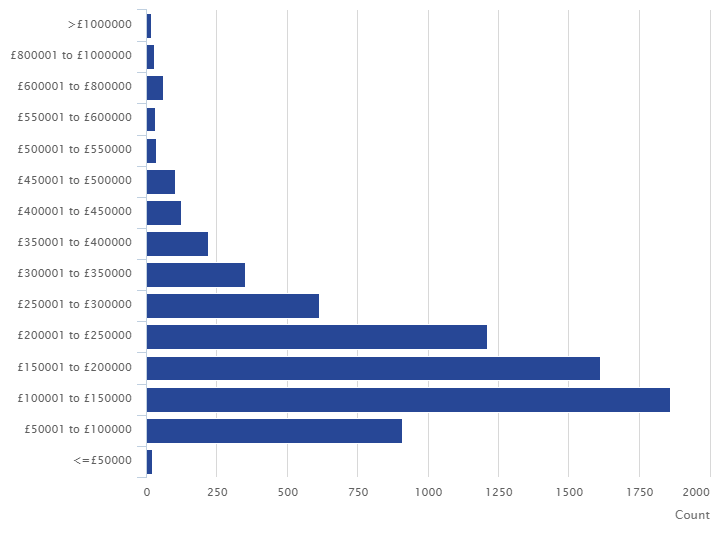 >£1000000
£800001 to £1000000
£600001 to £800000
£550001 to £600000
£500001 to £550000
£450001 to £500000
£400001 to £450000
£350001 to £400000
£300001 to £350000
£250001 to £300000
£200001 to £250000
£150001 to £200000
£100001 to £150000
£50001 to £100000
<=£50000
0 250 500 750 1000 1250 1500 1750 2000
Count